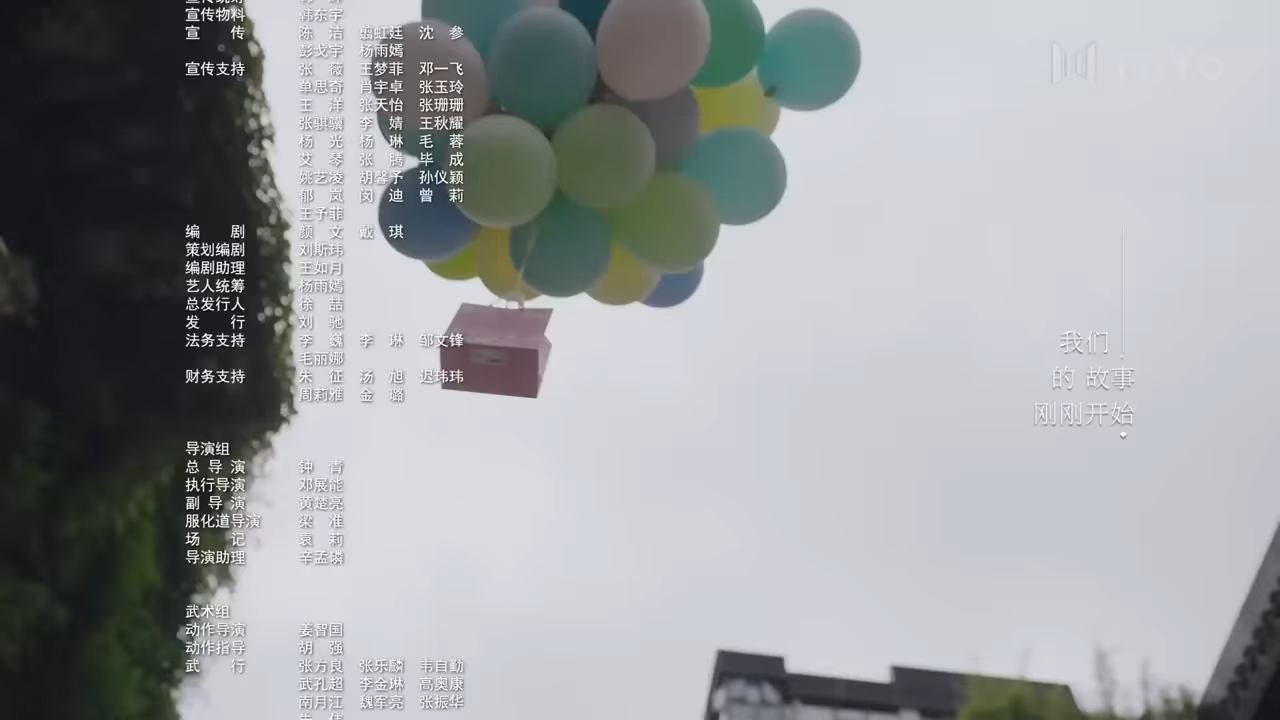 宣传物料 韩东宇
宣传 陈洁 翦虹廷 沈参
彭戈宇 杨雨嫣
宣传支持 张薇 王梦菲 邓一飞
单思奇 肖宇卓 张玉玲
王洋 张天怡 张珊珊
张骐骥 李婧 王秋耀
杨光 杨琳 毛蓉
艾琴 张腾 毕成
姚艺凌 胡馨予 孙仪颖
郁岚 闵迪 曾莉
王予菲
编剧 颜文 戴琪
策划编剧 刘斯玮
编剧助理 王如月
艺人统筹 杨雨嫣
总发行人 徐喆
发行 刘驰
法务支持 李巍 李琳 邹文锋
毛丽娜
财务支持 朱征 汤旭 迟玮玮
周莉雅 金璐
导演组
总导演 钟青
执行导演 邓展能
副导演 黄楚亮
服化道导演 梁准
场记 袁莉
导演助理 辛孟璘
武术组
动作导演 姜智国
动作指导 胡强
武行 张方良 张乐麟 韦自勤
武孔超 李金琳 高奥康
南月江 魏军亮 张振华
我们
的故事
刚刚开始